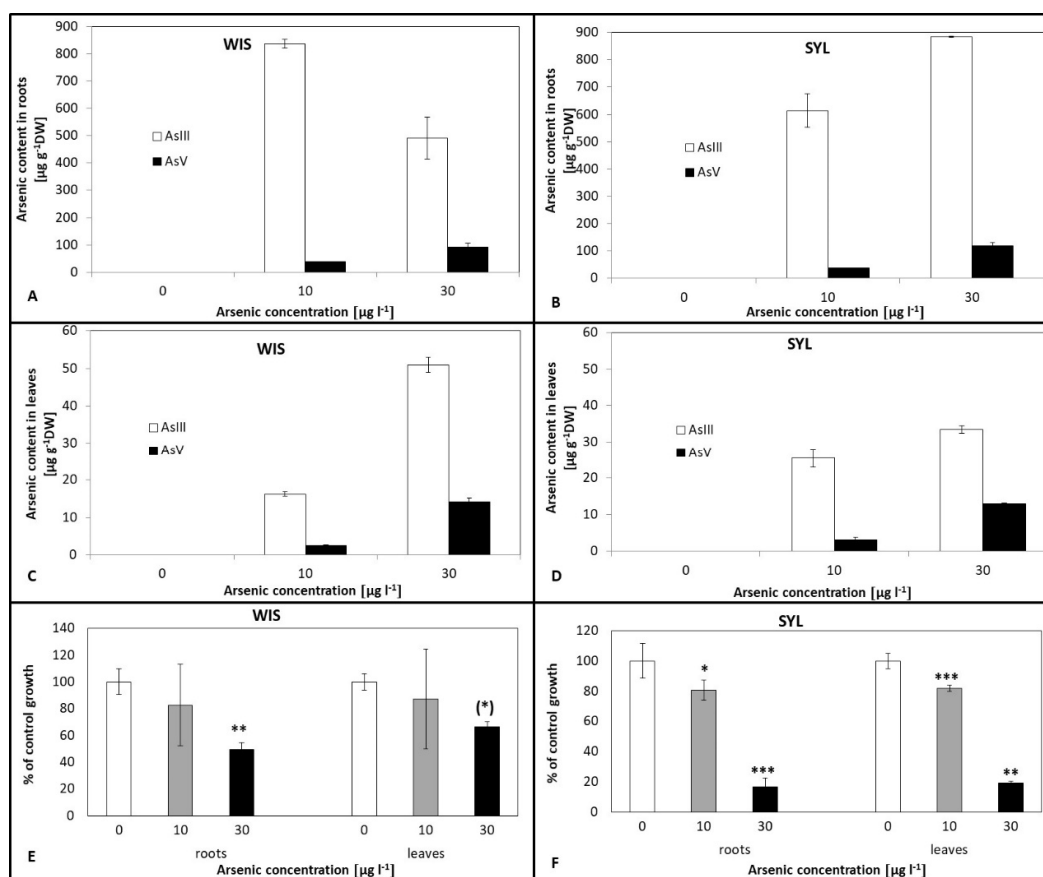 WIS
Arsenic content in roots
[µg g⁻¹DW]
900
800
700
600
500
400
300
200
100
0
AsIII
AsV
0 10 30
Arsenic concentration [µg l⁻¹]
A
SYL
Arsenic content in roots
[µg g⁻¹DW]
900
800
700
600
500
400
300
200
100
0
AsIII
AsV
0 10 30
Arsenic concentration [µg l⁻¹]
B
WIS
Arsenic content in leaves
[µg g⁻¹DW]
60
50
40
30
20
10
0
AsIII
AsV
0 10 30
Arsenic concentration [µg l⁻¹]
C
SYL
Arsenic content in leaves
[µg g⁻¹DW]
60
50
40
30
20
10
0
AsIII
AsV
0 10 30
Arsenic concentration [µg l⁻¹]
D
WIS
% of control growth
140
120
100
80
60
40
20
0
** (*)
0 10 30 0 10 30
roots leaves
Arsenic concentration [µg l⁻¹]
E
SYL
% of control growth
120
100
80
60
40
20
0
* *** *** **
0 10 30 0 10 30
roots leaves
Arsenic concentration [µg l⁻¹]
F